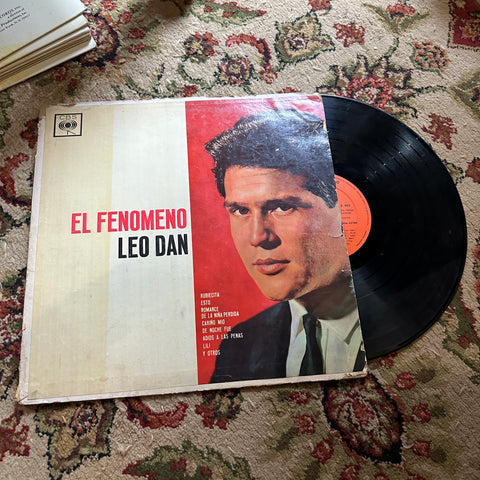 CBS
EL FENOMENO
LEO DAN
RUBIECITA
ESTO
ROMANCE
DE LA NINA PERDIDA
CARIÑO MIO
DE NOCHE FUE
ADIOS A LAS PENAS
LILI
Y OTROS